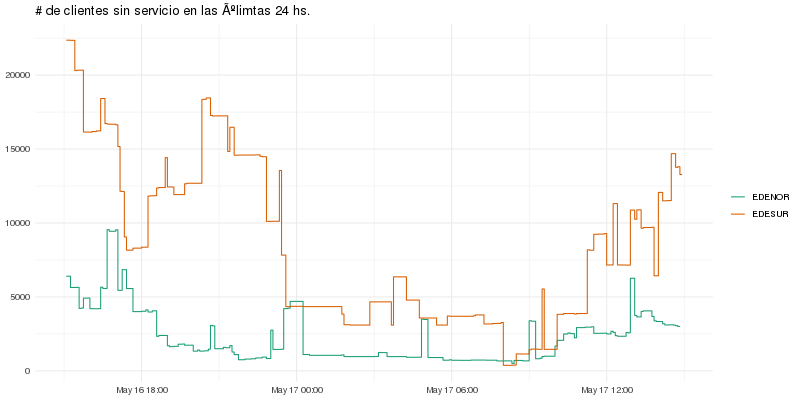 # de clientes sin servicio en las Ãºlimtas 24 hs.
20000
15000
10000
5000
0
May 16 18:00
May 17 00:00
May 17 06:00
May 17 12:00
EDENOR
EDESUR